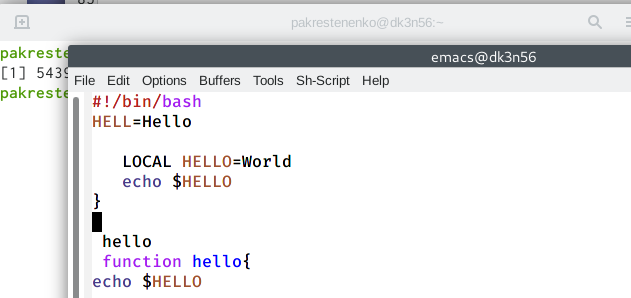 65
pakrestenenko@dk3n56:~
pakreste
[1] 5439
pakreste
emacs@dk3n56
File Edit Options Buffers Tools Sh-Script Help
#!/bin/bash
HELL=Hello
LOCAL HELLO=World
echo $HELLO
}
hello
function hello{
echo $HELLO